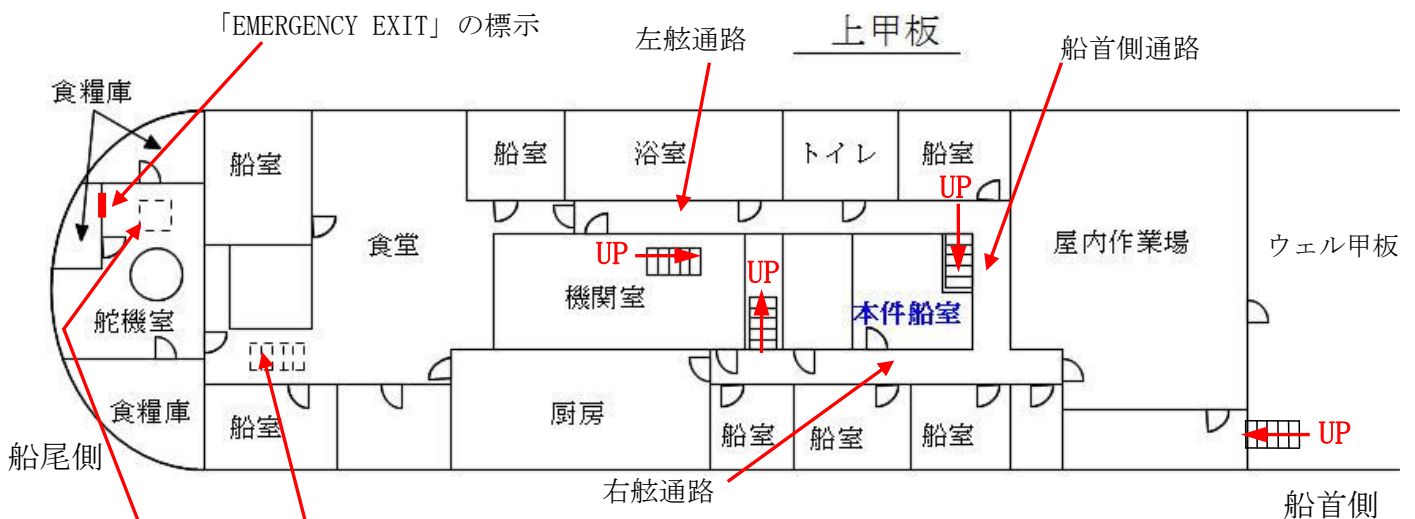 「EMERGENCY EXIT」の標示
左舷通路
上甲板
船首側通路
食糧庫
船室
船室
浴室
トイレ
船室
UP
食堂
UP
機関室
UP
本件船室
屋内作業場
ウェル甲板
舵機室
食糧庫
船室
厨房
船室
船室
船室
UP
船尾側
右舷通路
船首側